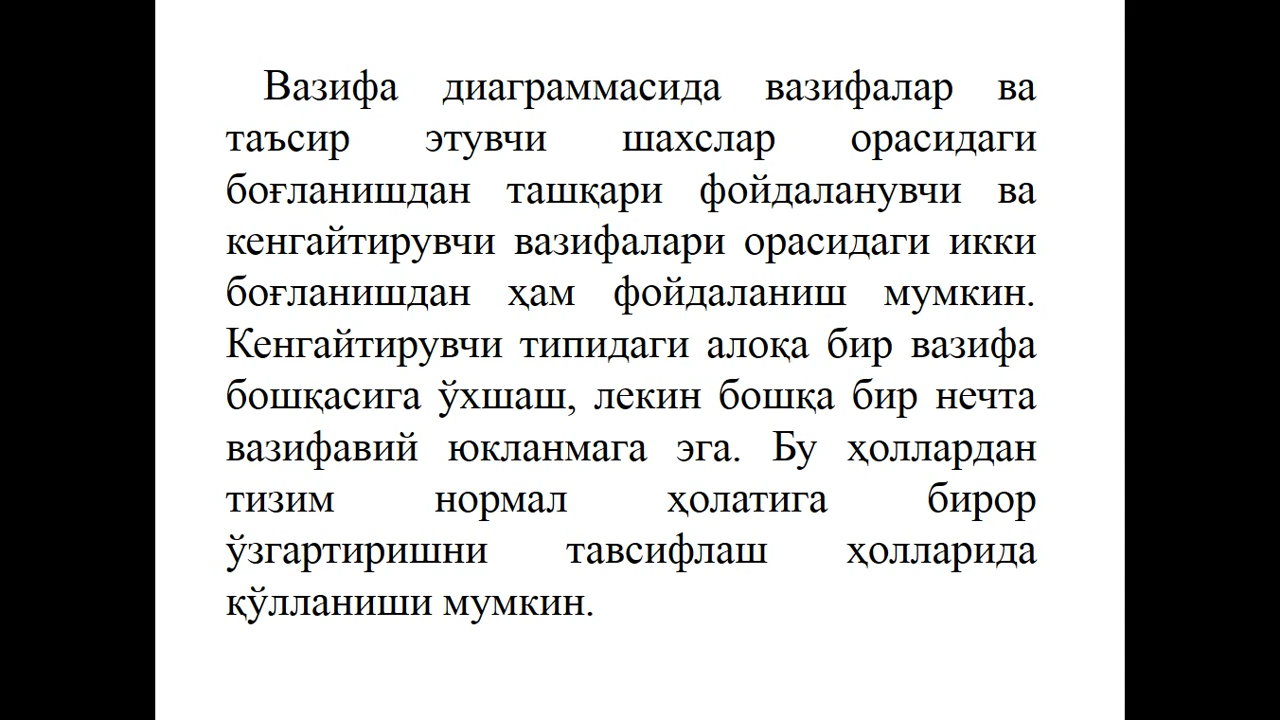 Вазифа диаграммасида вазифалар ва
таъсир этувчи шахслар орасидаги
боғланишдан ташқари фойдаланувчи ва
кенгайтирувчи вазифалари орасидаги икки
боғланишдан ҳам фойдаланиш мумкин.
Кенгайтирувчи типидаги алоқа бир вазифа
бошқасига ўхшаш, лекин бошқа бир нечта
вазифавий юкланмага эга. Бу ҳоллардан
тизим нормал ҳолатига бирор
ўзгартиришни тавсифлаш ҳолларида
қўлланиши мумкин.